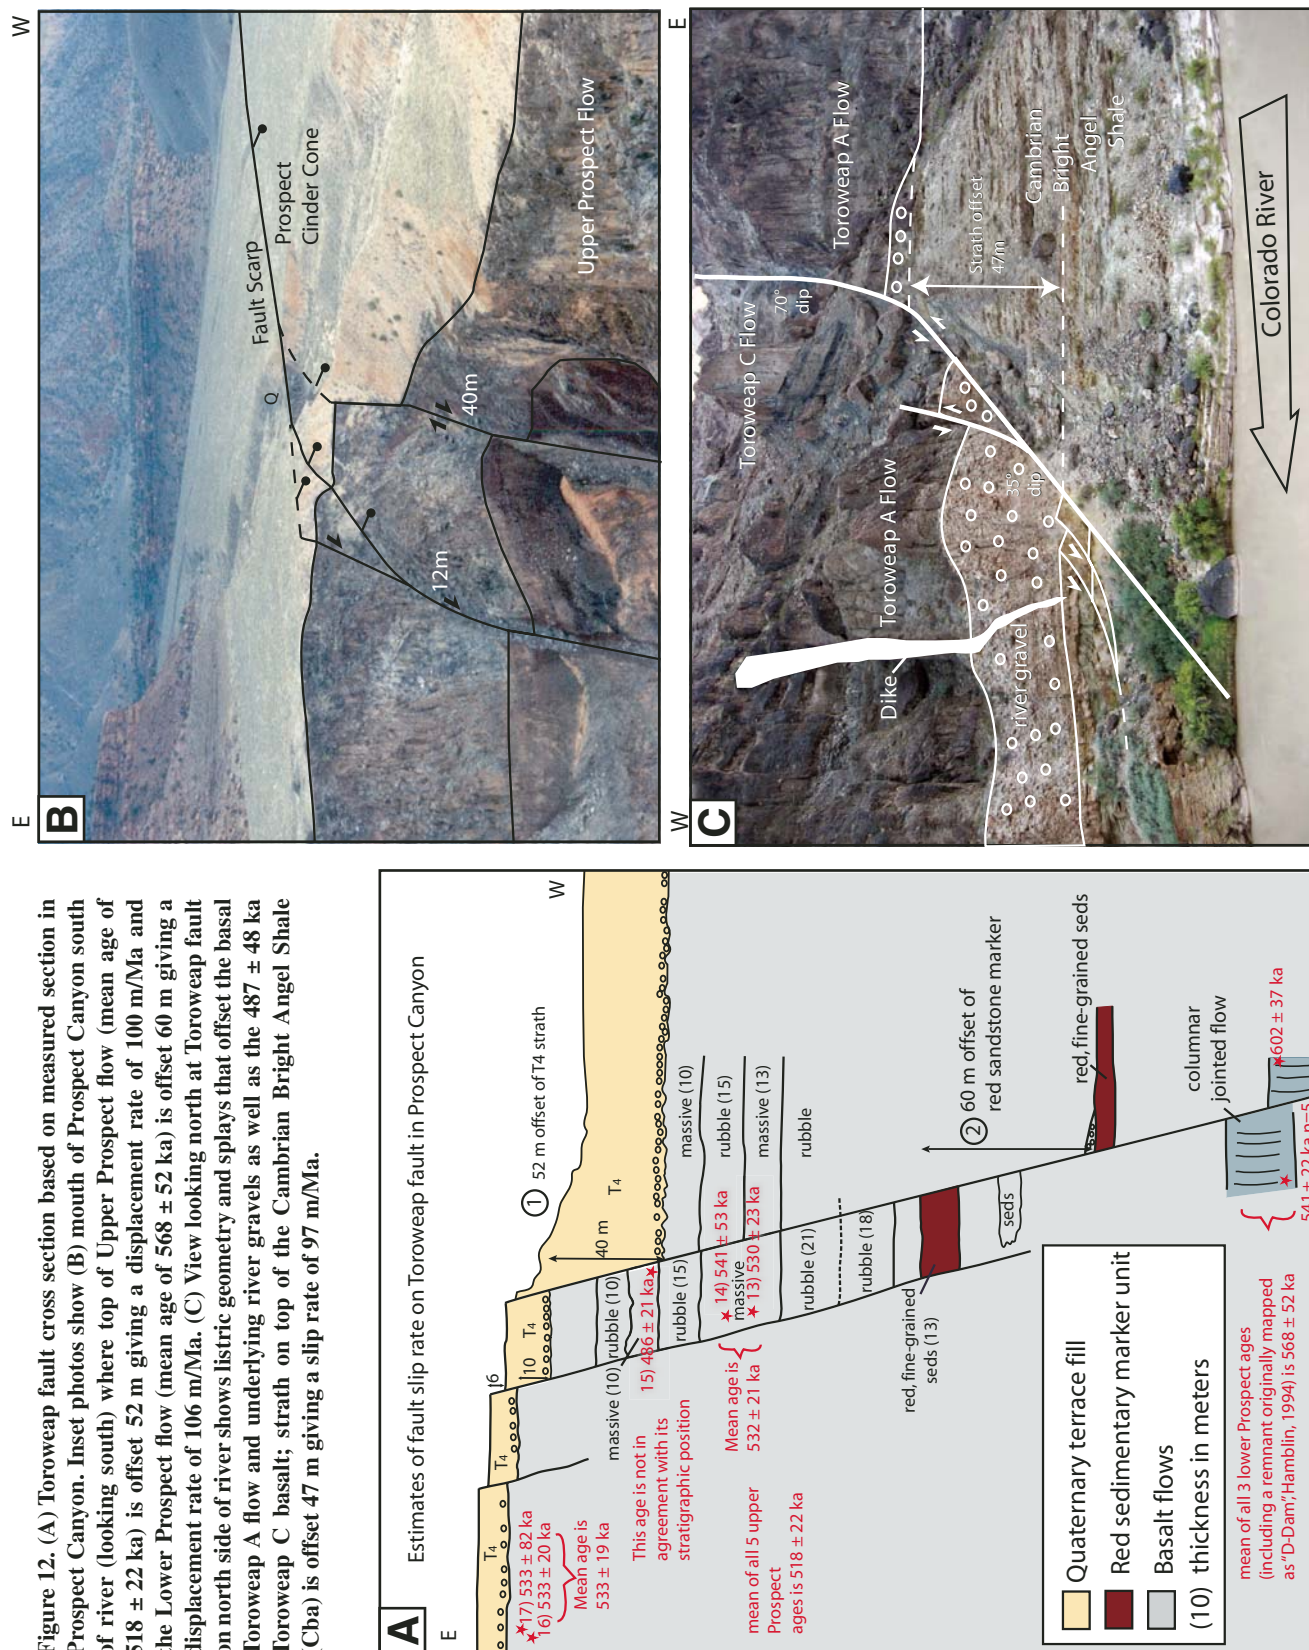 Figure 12. (A) Toroweap fault cross section based on measured section in
Prospect Canyon. Inset photos show (B) mouth of Prospect Canyon south
of river (looking south) where top of Upper Prospect flow (mean age of
518 ± 22 ka) is offset 52 m giving a displacement rate of 100 m/Ma and
the Lower Prospect flow (mean age of 568 ± 52 ka) is offset 60 m giving a
displacement rate of 106 m/Ma. (C) View looking north at Toroweap fault
on north side of river shows listric geometry and splays that offset the basal
Toroweap A flow and underlying river gravels as well as the 487 ± 48 ka
Toroweap C basalt; strath on top of the Cambrian Bright Angel Shale
(Cba) is offset 47 m giving a slip rate of 97 m/Ma.
A
Estimates of fault slip rate on Toroweap fault in Prospect Canyon
E
W
T4
T4
T4
T4
6
10
40 m
1 52 m offset of T4 strath
17) 533 ± 82 ka
16) 533 ± 20 ka
Mean age is
533 ± 19 ka
massive (10)
rubble (10)
15) 486 ± 21 ka
This age is not in
agreement with its
stratigraphic position
rubble (15)
14) 541 ± 53 ka
massive
13) 530 ± 23 ka
Mean age is
532 ± 21 ka
mean of all 5 upper
Prospect
ages is 518 ± 22 ka
massive (10)
rubble (15)
massive (13)
rubble
rubble (21)
rubble (18)
red, fine-grained
seds (13)
seds
2 60 m offset of
red sandstone marker
red, fine-grained seds
columnar
jointed flow
602 ± 37 ka
541 ± 22 ka n=5
mean of all 3 lower Prospect ages
(including a remnant originally mapped
as "D-Dam", Hamblin, 1994) is 568 ± 52 ka
Quaternary terrace fill
Red sedimentary marker unit
Basalt flows
(10) thickness in meters
E
W
B
Fault Scarp
Q
Prospect
Cinder Cone
Upper Prospect Flow
40m
12m
W
E
C
Toroweap C Flow
Toroweap A Flow
Toroweap A Flow
70°
dip
35°
dip
Dike
river gravel
Strath offset
47m
Cambrian
Bright
Angel
Shale
Colorado River